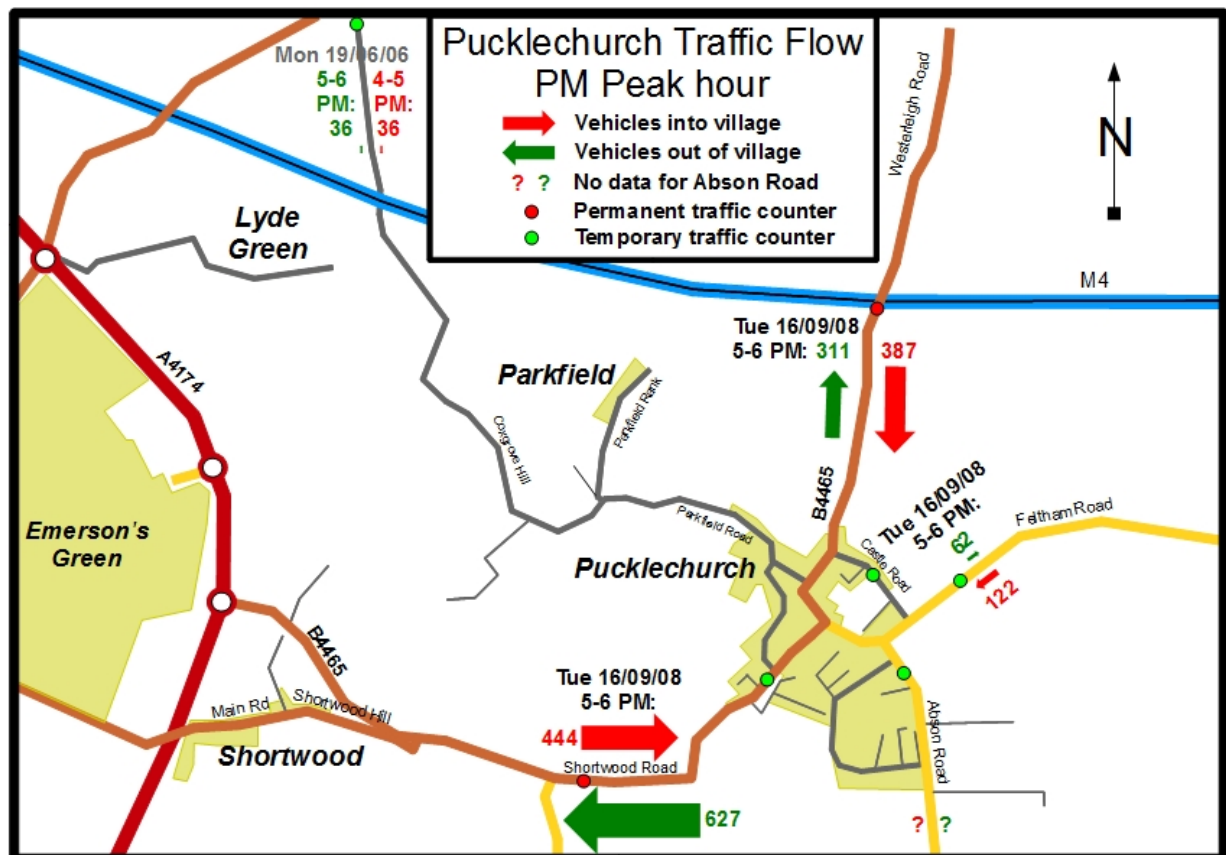 Pucklechurch Traffic Flow
PM Peak hour
Vehicles into village
Vehicles out of village
? ? No data for Abson Road
Permanent traffic counter
Temporary traffic counter
Mon 19/06/06
5-6 4-5
PM: PM:
36 36
Westerleigh Road
N
Lyde
Green
M4
A4174
Tue 16/09/08
5-6 PM: 311 387
Parkfield
Parkfield Rank
Coxgrove Hill
B4465
Tue 16/09/08
5-6 PM:
62
122
Feltham Road
Castle Road
Parkfield Road
Emerson's
Green
Pucklechurch
B4465
Tue 16/09/08
5-6 PM:
Main Rd
Shortwood Hill
Shortwood
444
Shortwood Road
Abson Road
627
? ?